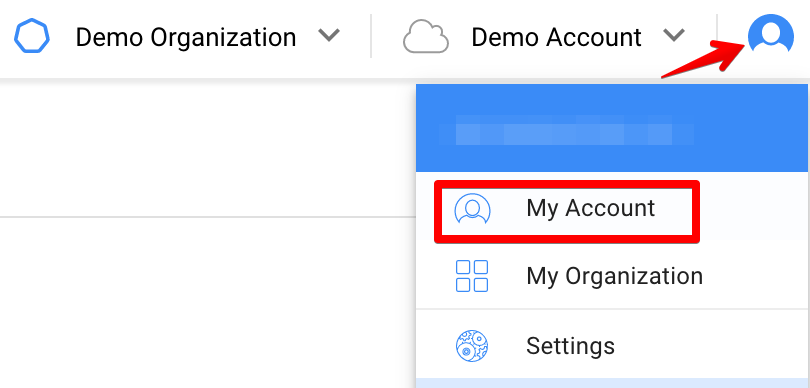 Demo Organization
Demo Account
My Account
My Organization
Settings